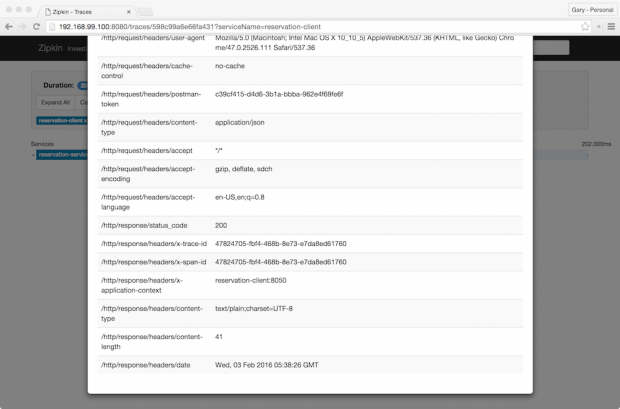 Zipkin - Traces
Gary - Personal
192.168.99.100:8080/traces/598c99a6e66fa431?serviceName=reservation-client
Zipkin
Duration:
Expand All
reservation-client
Services
202.000ms
reservation-servic
/http/request/headers/user-agent Mozilla/5.0 (Macintosh; Intel Mac OS X 10_10_5) AppleWebKit/537.36 (KHTML, like Gecko) Chro
me/47.0.2526.111 Safari/537.36
/http/request/headers/cache-
control
no-cache
/http/request/headers/postman-
token
c39cf415-d4d6-3b1a-bbba-962e4f69fe6f
/http/request/headers/content-
type
application/json
/http/request/headers/accept */*
/http/request/headers/accept-
encoding
gzip, deflate, sdch
/http/request/headers/accept-
language
en-US,en;q=0.8
/http/response/status_code 200
/http/response/headers/x-trace-id 47824705-fbf4-468b-8e73-e7da8ed61760
/http/response/headers/x-span-id 47824705-fbf4-468b-8e73-e7da8ed61760
/http/response/headers/x-
application-context
reservation-client:8050
/http/response/headers/content-
type
text/plain;charset=UTF-8
/http/response/headers/content-
length
41
/http/response/headers/date Wed, 03 Feb 2016 05:38:26 GMT